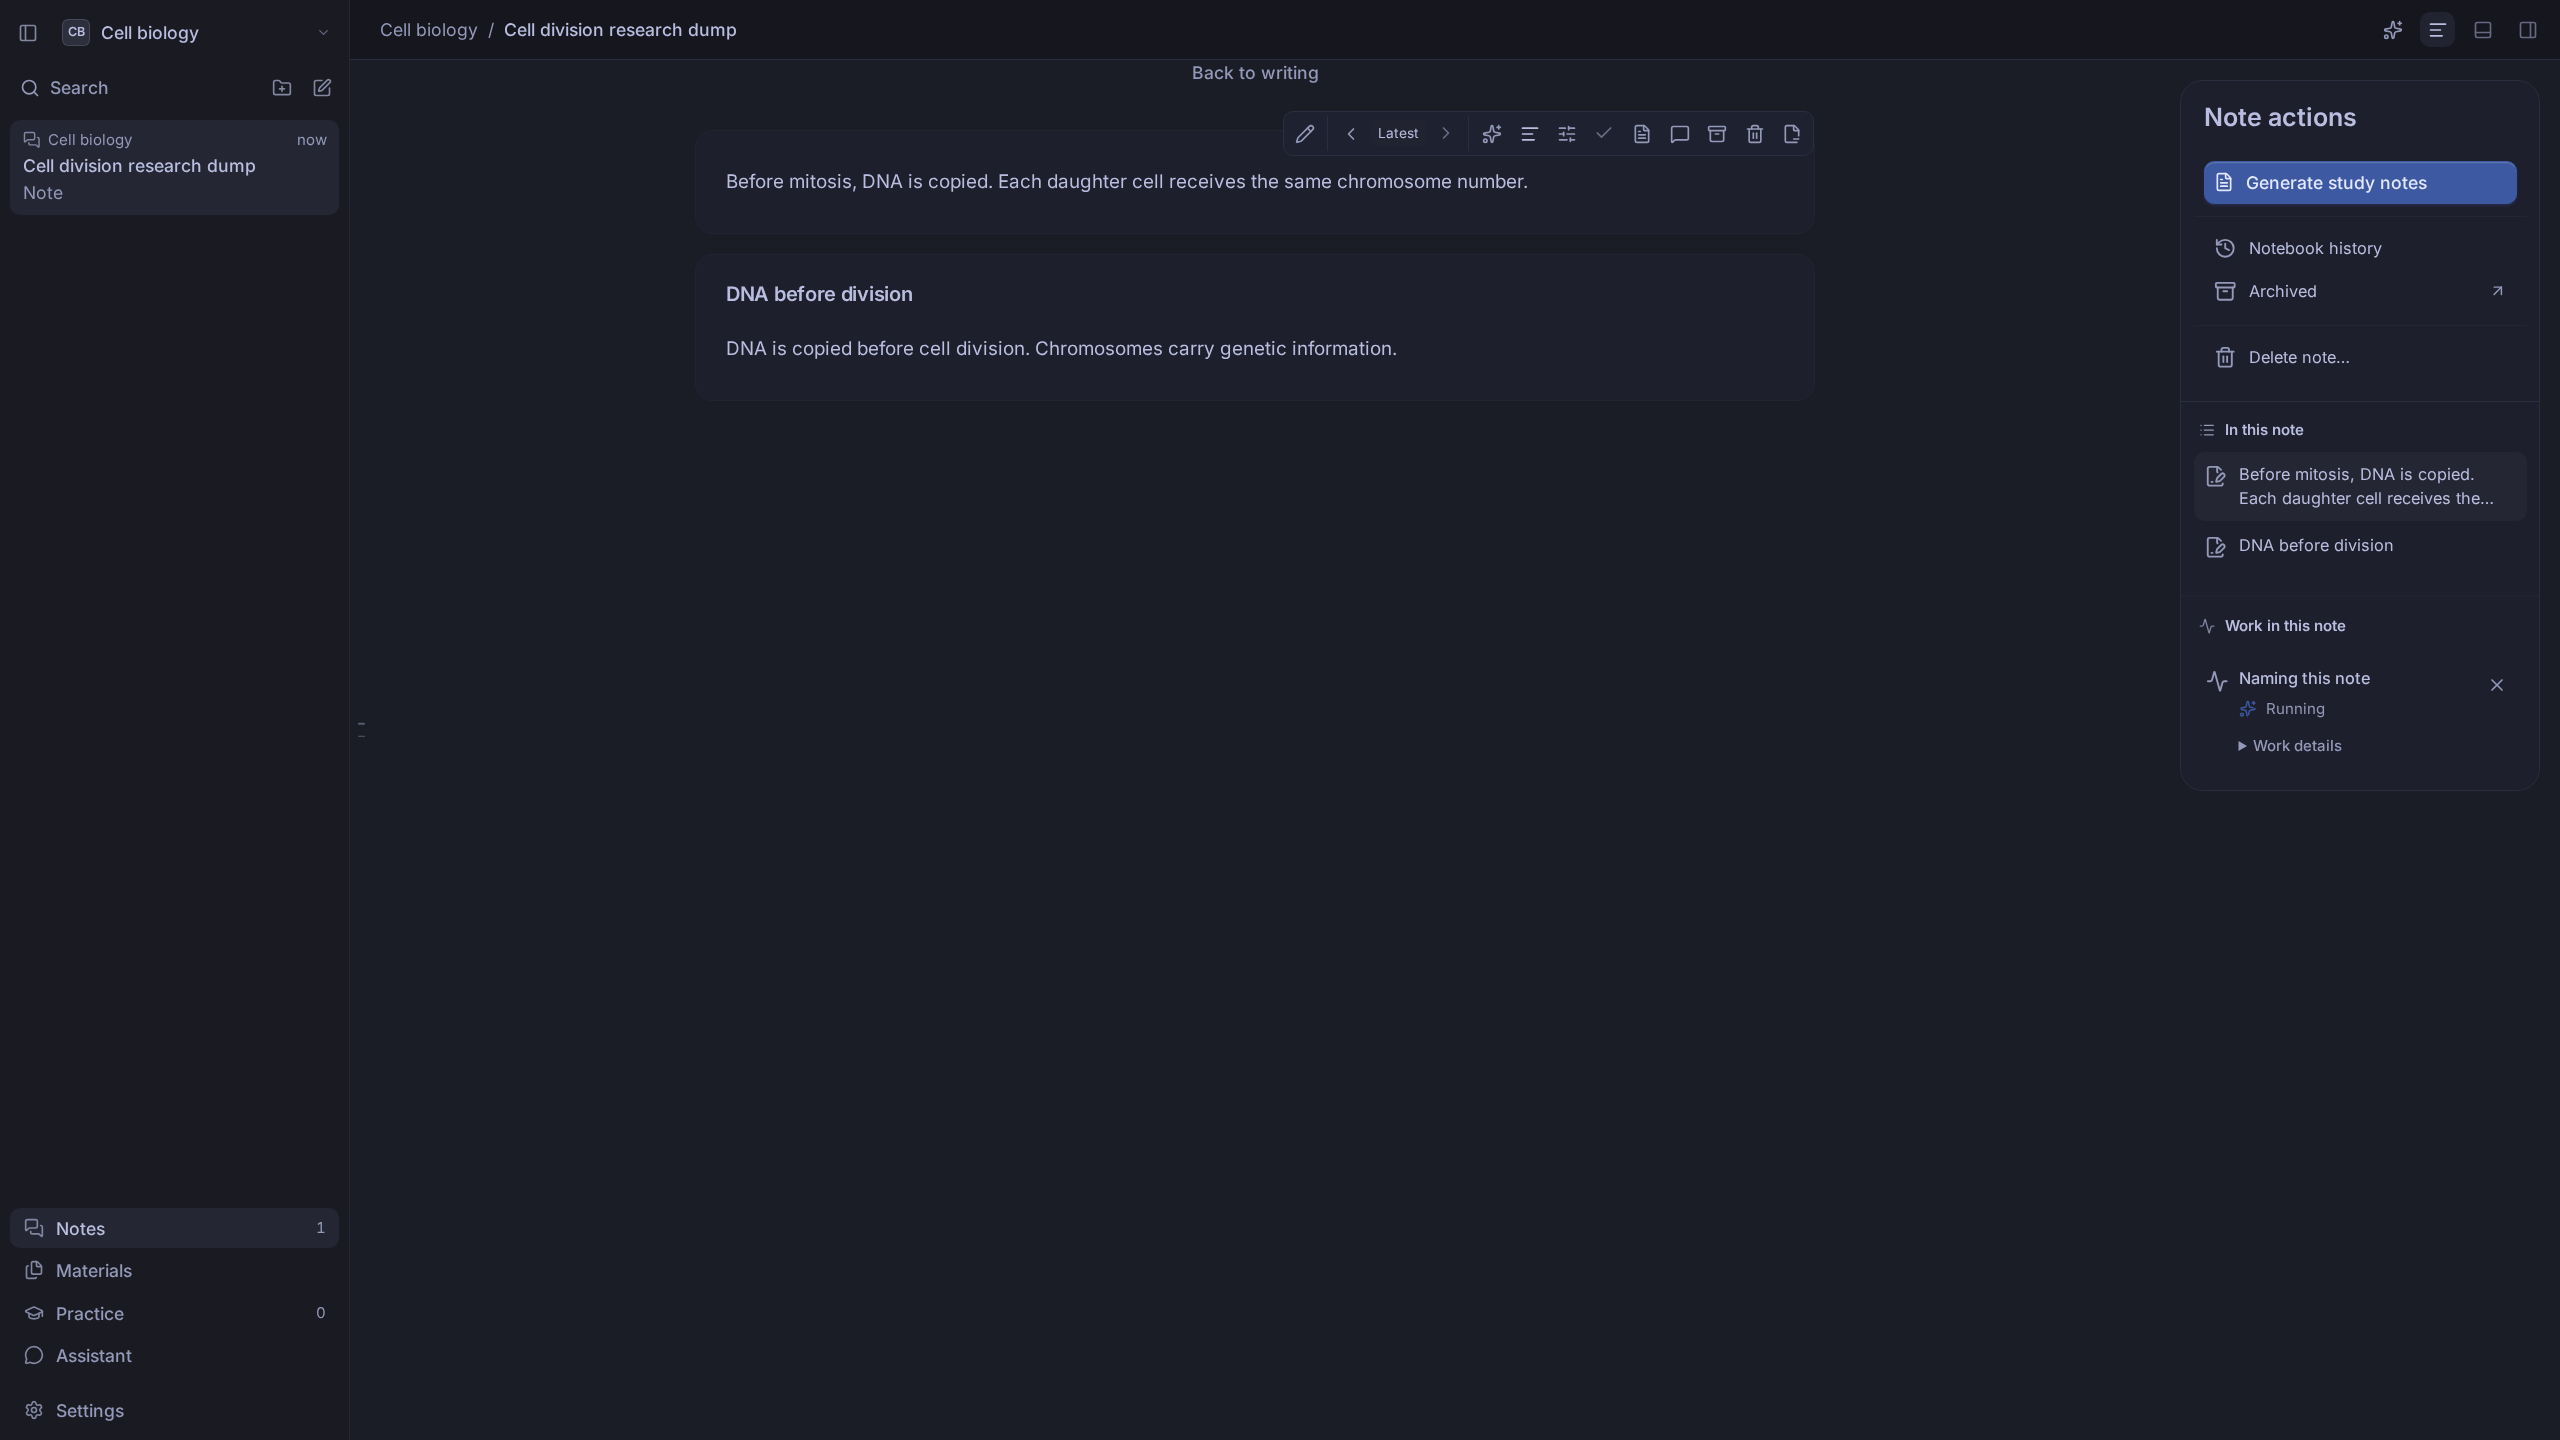 CB Cell biology
Search
Cell biology now
Cell division research dump
Note
Notes 1
Materials
Practice 0
Assistant
Settings
Cell biology / Cell division research dump
Back to writing
Latest
Before mitosis, DNA is copied. Each daughter cell receives the same chromosome number.
DNA before division
DNA is copied before cell division. Chromosomes carry genetic information.
Note actions
Generate study notes
Notebook history
Archived
Delete note...
In this note
Before mitosis, DNA is copied.
Each daughter cell receives the...
DNA before division
Work in this note
Naming this note
Running
Work details